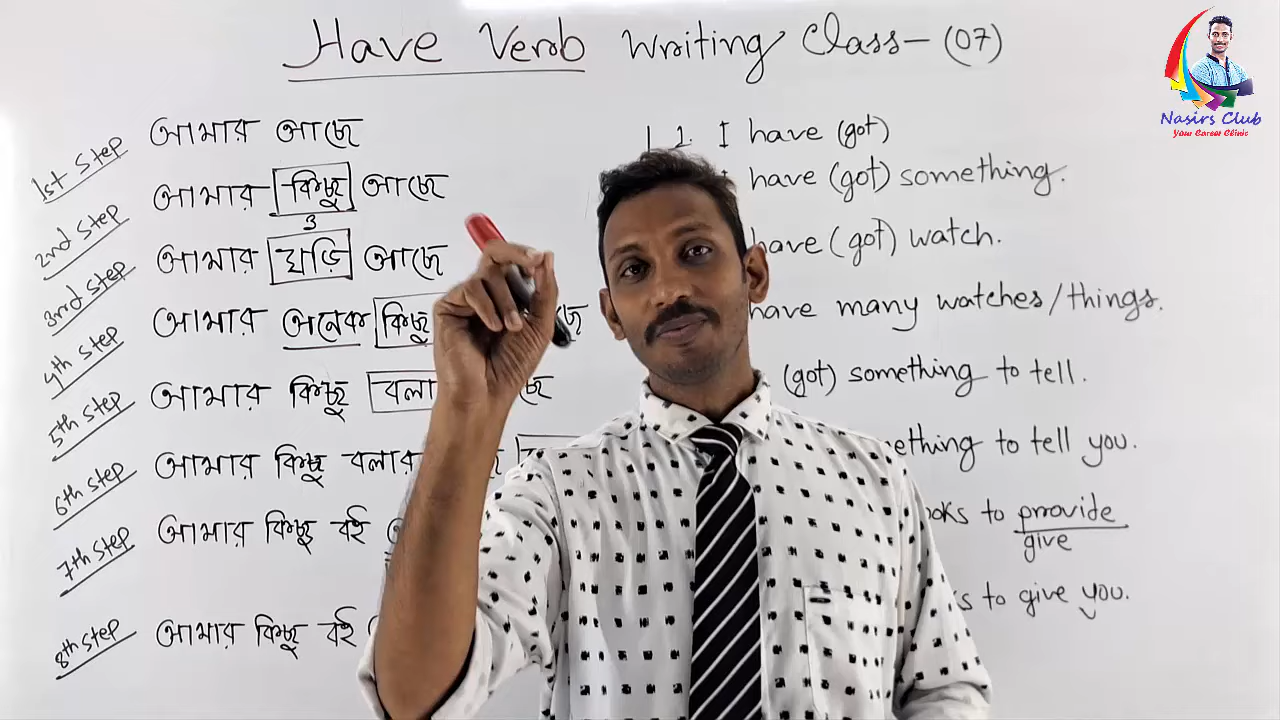 Have Verb Writing Class-(07)
Nasirs Club
Your Career Clinic
1st Step আমার আছে
1. I have (got)
2nd Step আমার কিছু আছে
have (got) something.
3
3rd Step আমার ঘড়ি আছে
have (got) watch.
4th Step আমার অনেক কিছু
have many watches/things.
5th Step আমার কিছু বলা
(got) something to tell.
6th Step আমার কিছু বলার
to tell you.
7th Step আমার কিছু বই
to provide
give
8th Step আমার কিছু বই
to give you.